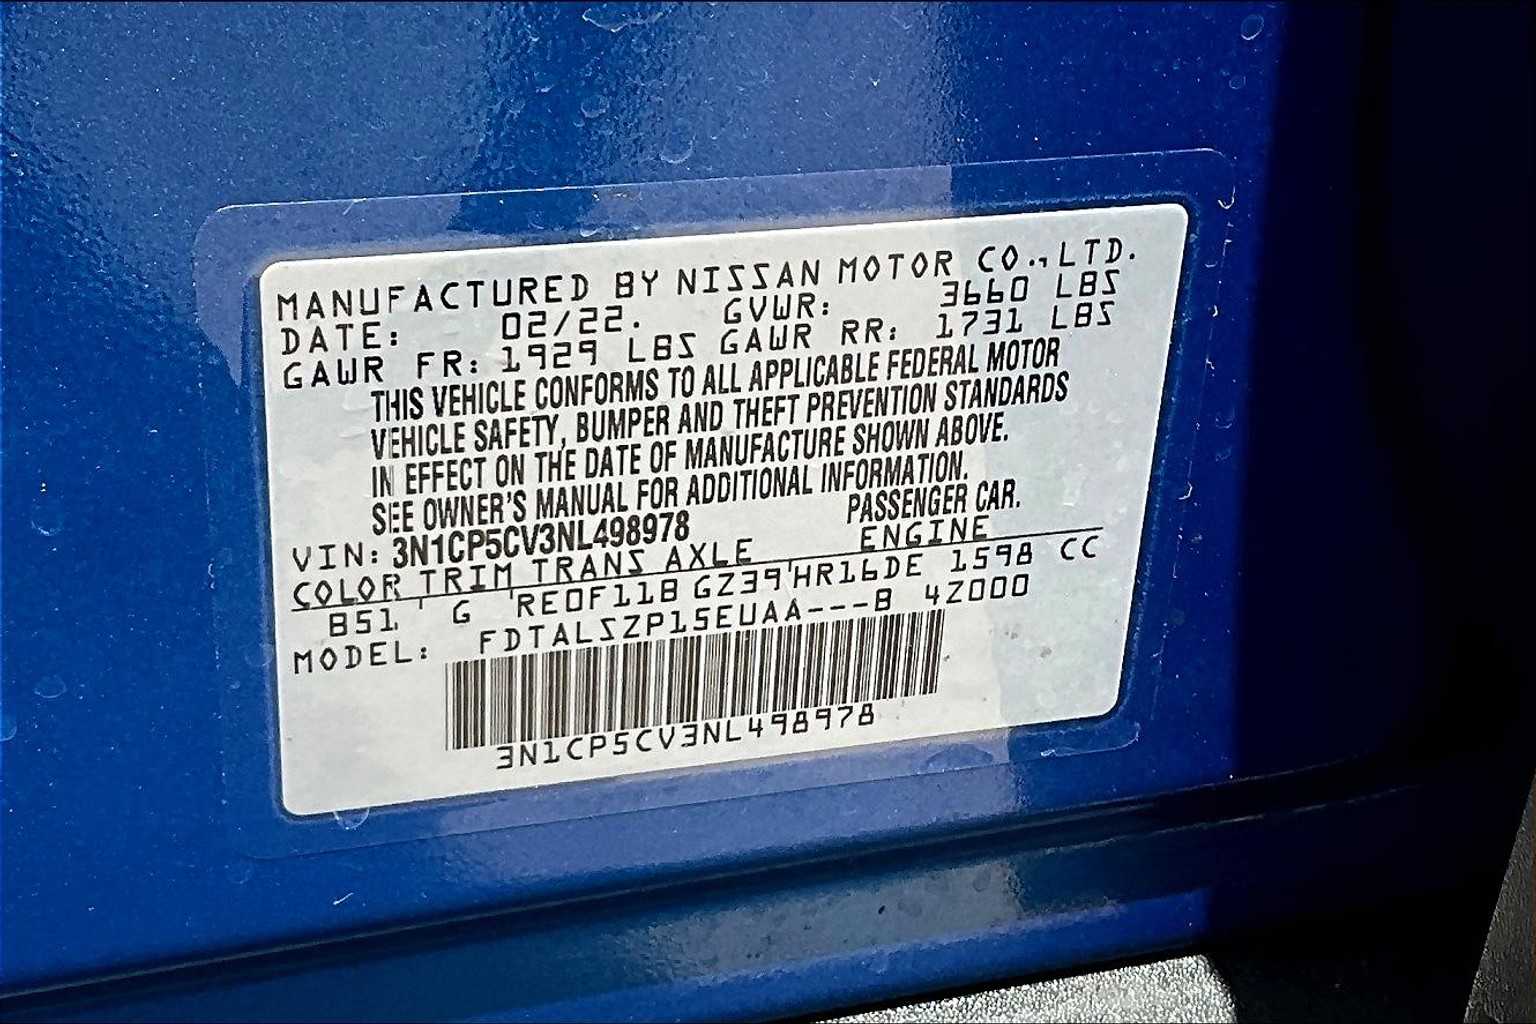 MANUFACTURED BY NISSAN MOTOR CO., LTD.
DATE: 02/22. GVWR: 3660 LBS
GAWR FR: 1929 LBS GAWR RR: 1731 LBS
THIS VEHICLE CONFORMS TO ALL APPLICABLE FEDERAL MOTOR
VEHICLE SAFETY, BUMPER AND THEFT PREVENTION STANDARDS
IN EFFECT ON THE DATE OF MANUFACTURE SHOWN ABOVE.
SEE OWNER'S MANUAL FOR ADDITIONAL INFORMATION.
VIN: 3N1CP5CV3NL498978 PASSENGER CAR.
COLOR TRIM TRANS AXLE ENGINE
B51 G RE0F11B GZ39 HR16DE 1598 CC
MODEL: FDTALSZP15EUAA---B 4Z000
3N1CP5CV3NL498978